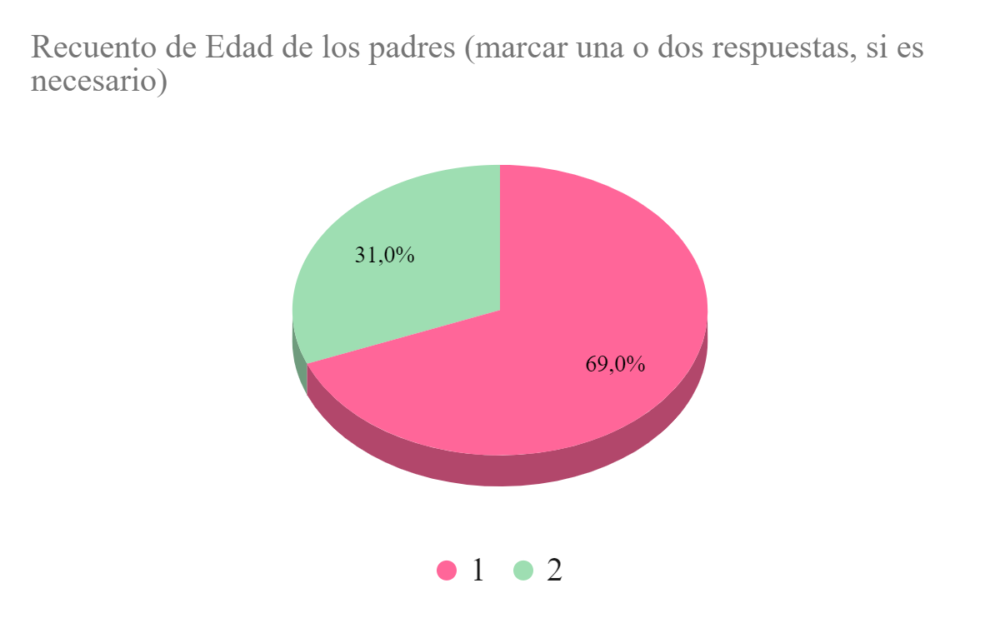 Recuento de Edad de los padres (marcar una o dos respuestas, si es
necesario)
31,0%
69,0%
1 2